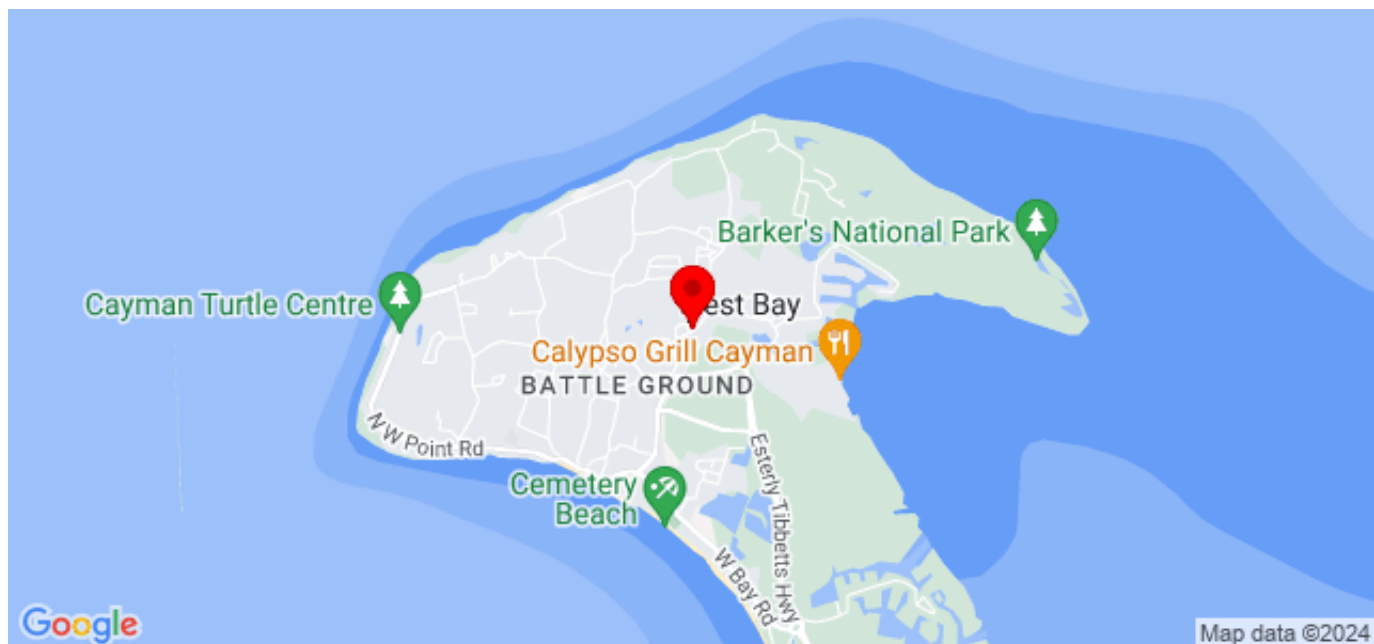 Barker's National Park
Cayman Turtle Centre
est Bay
Calypso Grill Cayman
BATTLE GROUND
N W Point Rd
Esterly Tibbetts Hwy
Cemetery
Beach
W Bay Rd
Google
Map data ©2024